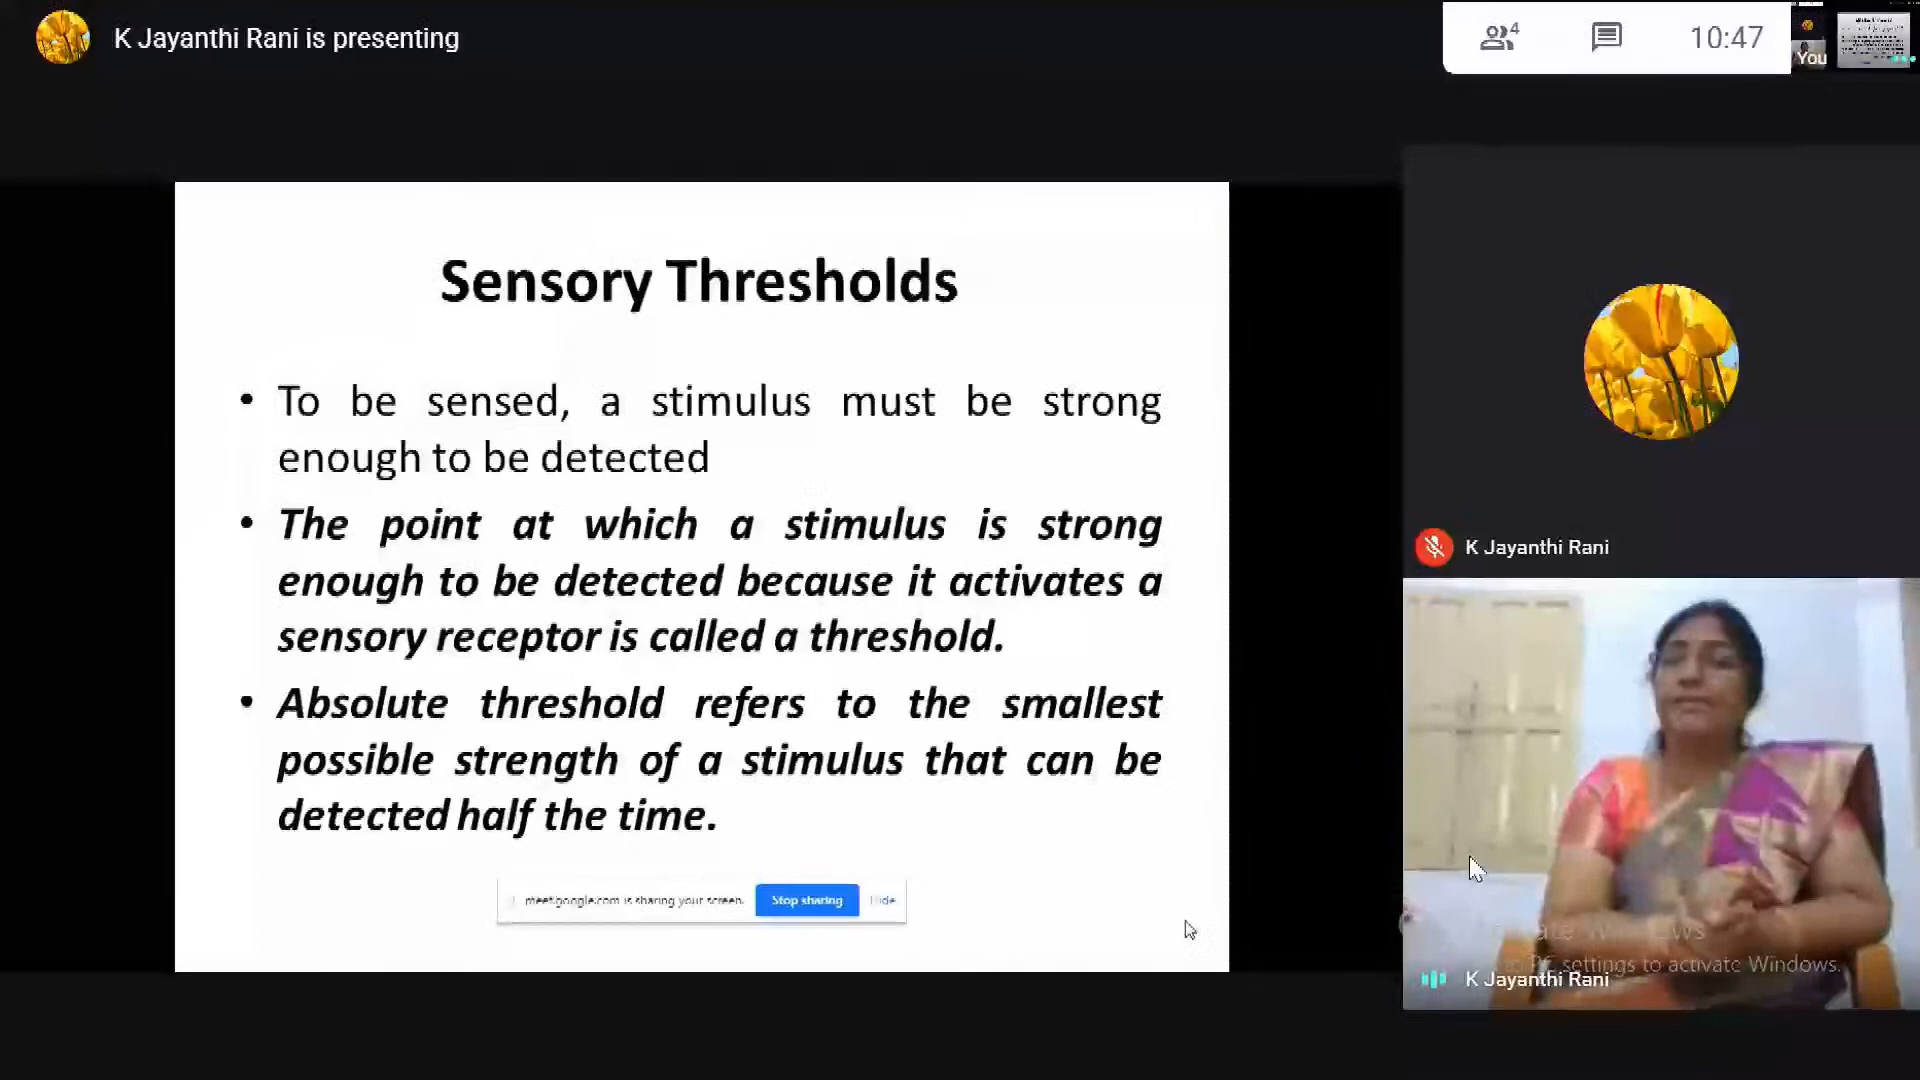 K Jayanthi Rani is presenting
4
10:47
You
Sensory Thresholds
• To be sensed, a stimulus must be strong
enough to be detected
• The point at which a stimulus is strong
enough to be detected because it activates a
sensory receptor is called a threshold.
• Absolute threshold refers to the smallest
possible strength of a stimulus that can be
detected half the time.
meet.google.com is sharing your screen.
Stop sharing
Hide
K Jayanthi Rani
Windows
PC settings to activate Windows.
K Jayanthi Rani